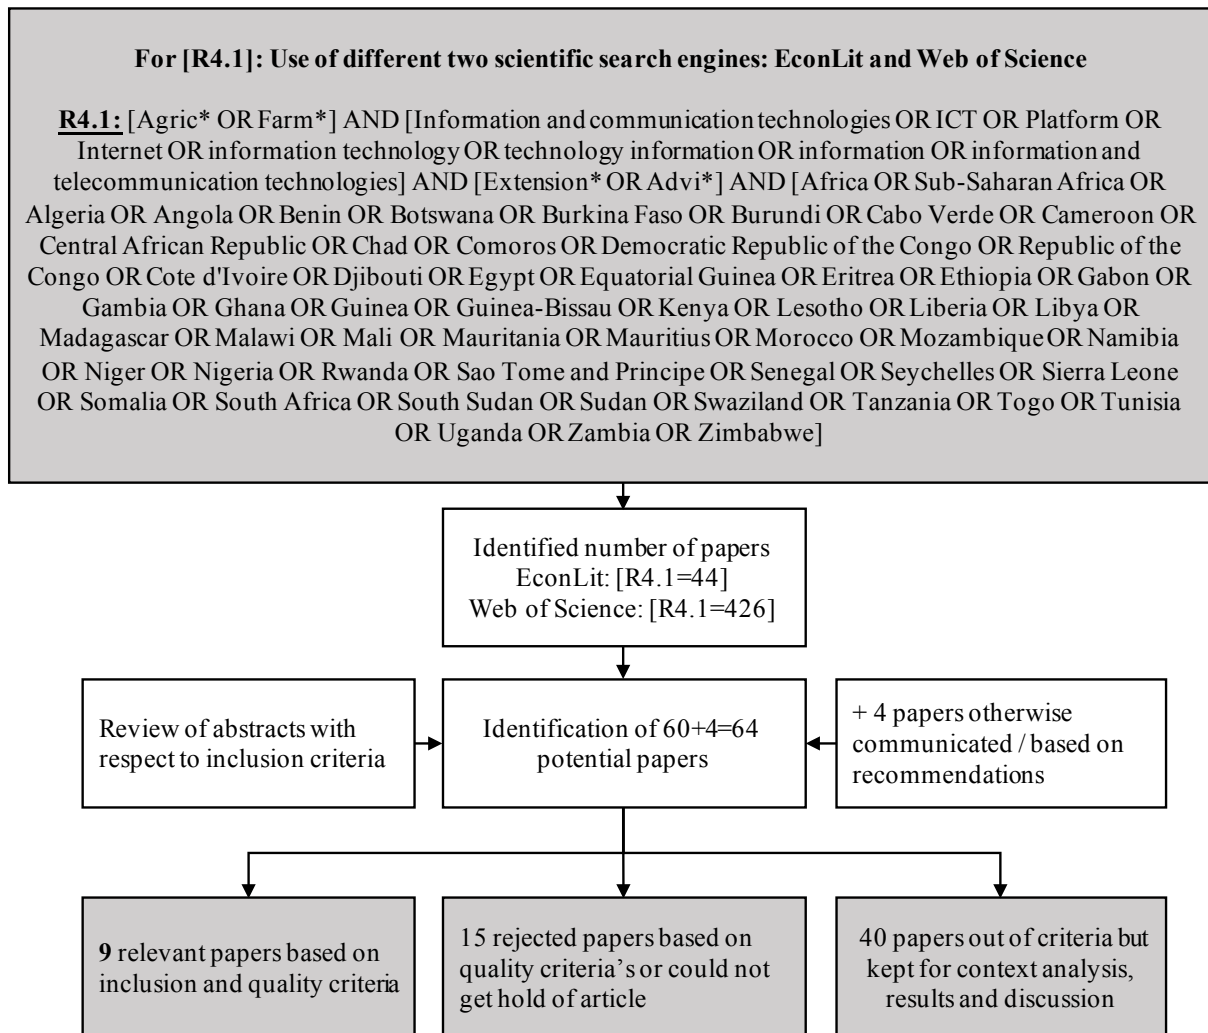 For [R4.1]: Use of different two scientific search engines: EconLit and Web of Science
R4.1: [Agric* OR Farm*] AND [Information and communication technologies OR ICT OR Platform OR
Internet OR information technology OR technology information OR information OR information and
telecommunication technologies] AND [Extension* OR Advi*] AND [Africa OR Sub-Saharan Africa OR
Algeria OR Angola OR Benin OR Botswana OR Burkina Faso OR Burundi OR Cabo Verde OR Cameroon OR
Central African Republic OR Chad OR Comoros OR Democratic Republic of the Congo OR Republic of the
Congo OR Cote d'Ivoire OR Djibouti OR Egypt OR Equatorial Guinea OR Eritrea OR Ethiopia OR Gabon OR
Gambia OR Ghana OR Guinea OR Guinea-Bissau OR Kenya OR Lesotho OR Liberia OR Libya OR
Madagascar OR Malawi OR Mali OR Mauritania OR Mauritius OR Morocco OR Mozambique OR Namibia
OR Niger OR Nigeria OR Rwanda OR Sao Tome and Principe OR Senegal OR Seychelles OR Sierra Leone
OR Somalia OR South Africa OR South Sudan OR Sudan OR Swaziland OR Tanzania OR Togo OR Tunisia
OR Uganda OR Zambia OR Zimbabwe]
Identified number of papers
EconLit: [R4.1=44]
Web of Science: [R4.1=426]
Review of abstracts with
respect to inclusion criteria
Identification of 60+4=64
potential papers
+ 4 papers otherwise
communicated / based on
recommendations
9 relevant papers based on
inclusion and quality criteria
15 rejected papers based on
quality criteria's or could not
get hold of article
40 papers out of criteria but
kept for context analysis,
results and discussion